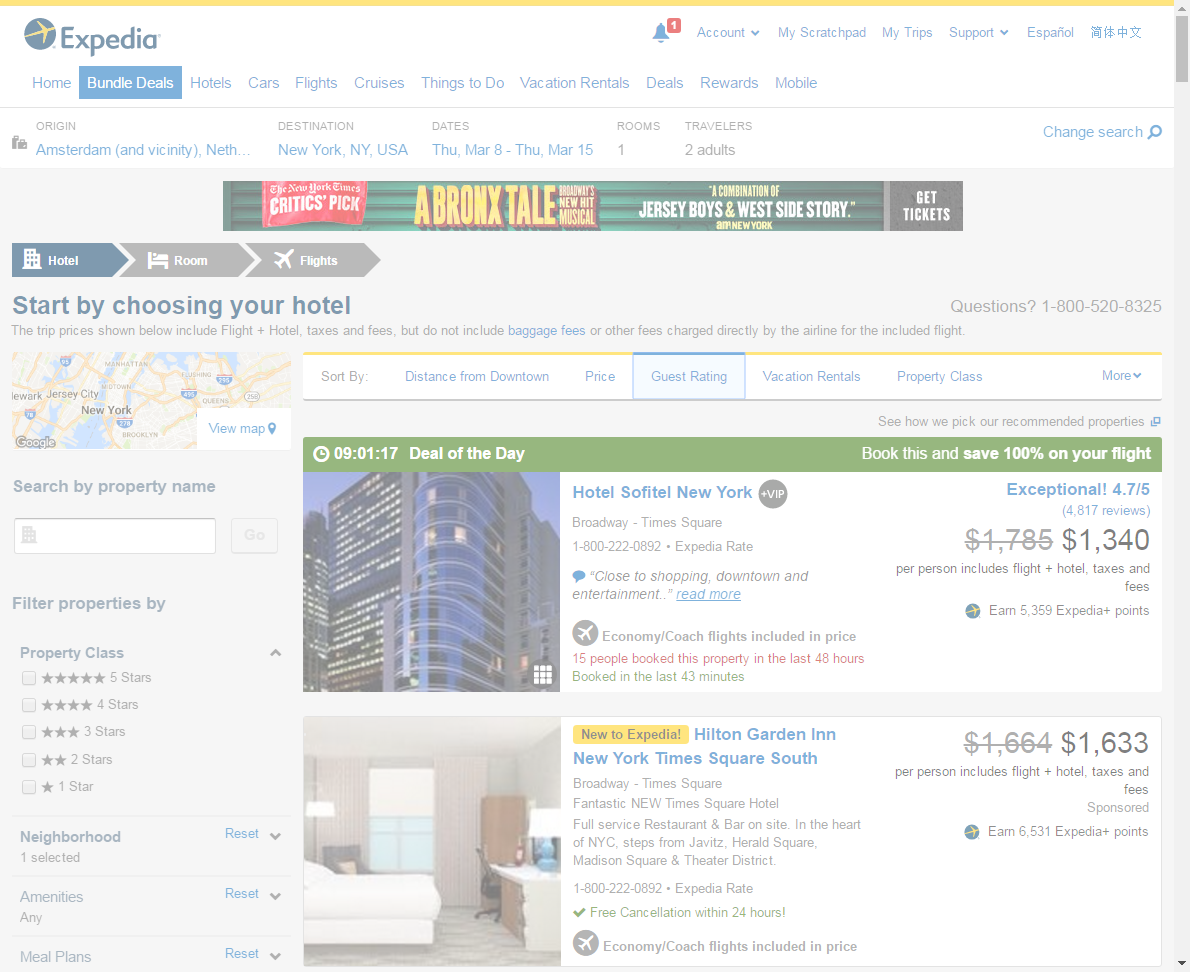 Expedia
1
Account
My Scratchpad
My Trips
Support
Español
简体中文
Home
Bundle Deals
Hotels
Cars
Flights
Cruises
Things to Do
Vacation Rentals
Deals
Rewards
Mobile
ORIGIN
Amsterdam (and vicinity), Neth…
DESTINATION
New York, NY, USA
DATES
Thu, Mar 8 - Thu, Mar 15
ROOMS
1
TRAVELERS
2 adults
Change search
The New York Times
CRITICS' PICK
A BRONX TALE
BROADWAY'S
NEW HIT
MUSICAL
"A COMBINATION OF
JERSEY BOYS & WEST SIDE STORY."
amNEWYORK
GET
TICKETS
Hotel
Room
Flights
Start by choosing your hotel
Questions? 1-800-520-8325
The trip prices shown below include Flight + Hotel, taxes and fees, but do not include baggage fees or other fees charged directly by the airline for the included flight.
MANHATTAN
FLUSHING
MIDTOWN
QUEENS
ewark
Jersey City
New York
BROOKLYN
95
295
495
25B
78
278
Google
View map
Search by property name
Go
Filter properties by
Property Class
5 Stars
4 Stars
3 Stars
2 Stars
1 Star
Neighborhood
Reset
1 selected
Amenities
Reset
Any
Meal Plans
Reset
Sort By:
Distance from Downtown
Price
Guest Rating
Vacation Rentals
Property Class
More
See how we pick our recommended properties
09:01:17 Deal of the Day
Book this and save 100% on your flight
Hotel Sofitel New York
+VIP
Broadway - Times Square
1-800-222-0892 • Expedia Rate
“Close to shopping, downtown and
entertainment..” read more
Economy/Coach flights included in price
15 people booked this property in the last 48 hours
Booked in the last 43 minutes
Exceptional! 4.7/5
(4,817 reviews)
$1,785 $1,340
per person includes flight + hotel, taxes and
fees
Earn 5,359 Expedia+ points
New to Expedia! Hilton Garden Inn
New York Times Square South
Broadway - Times Square
Fantastic NEW Times Square Hotel
Full service Restaurant & Bar on site. In the heart
of NYC, steps from Javitz, Herald Square,
Madison Square & Theater District.
1-800-222-0892 • Expedia Rate
Free Cancellation within 24 hours!
Economy/Coach flights included in price
$1,664 $1,633
per person includes flight + hotel, taxes and
fees
Sponsored
Earn 6,531 Expedia+ points